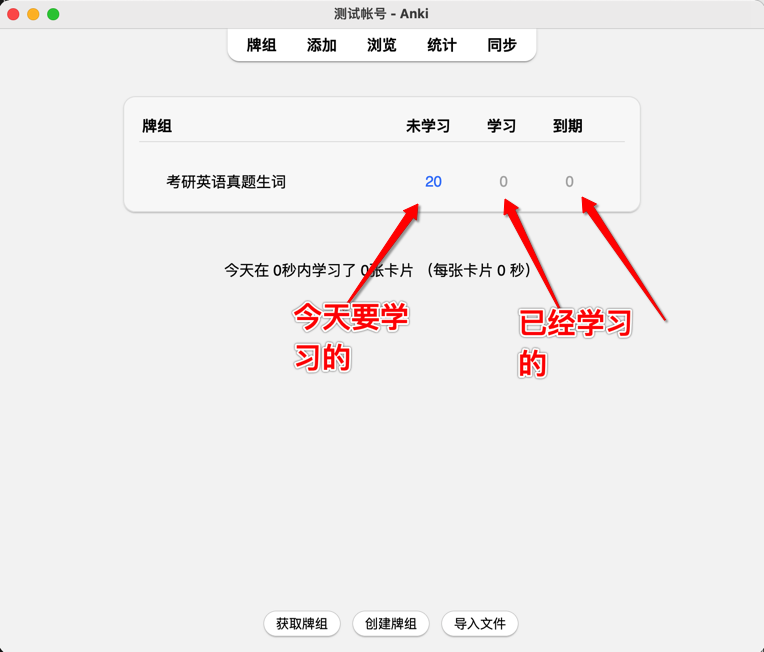 测试帐号 - Anki
牌组 添加 浏览 统计 同步
牌组 未学习 学习 到期
考研英语真题生词 20 0 0
今天在 0秒内学习了 0张卡片 （每张卡片 0 秒）
今天要学
习的
已经学习
的
获取牌组 创建牌组 导入文件